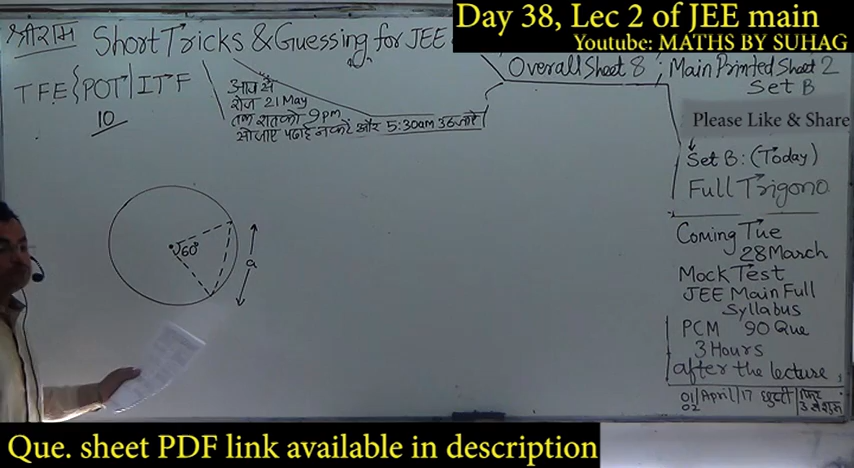 Day 38, Lec 2 of JEE main
Youtube: MATHS BY SUHAG
श्रीराम
Short Tricks & Guessing for JEE
TFE{POT|ITF
10
आज से
रोज 21 May
तक रात को 9 pm
सोजाए पढाई न करें और 5:30am उठ जाऐ
Overall Sheet 8
Main Printed Sheet 2
Set B
Please Like & Share
Set B: (Today)
Full Trigono
Coming Tue
28 March
Mock Test
JEE Main Full
Syllabus
PCM 90 Que
3 Hours
after the lecture
01/02 April/17 छुट्टी
60°
a
Que. sheet PDF link available in description